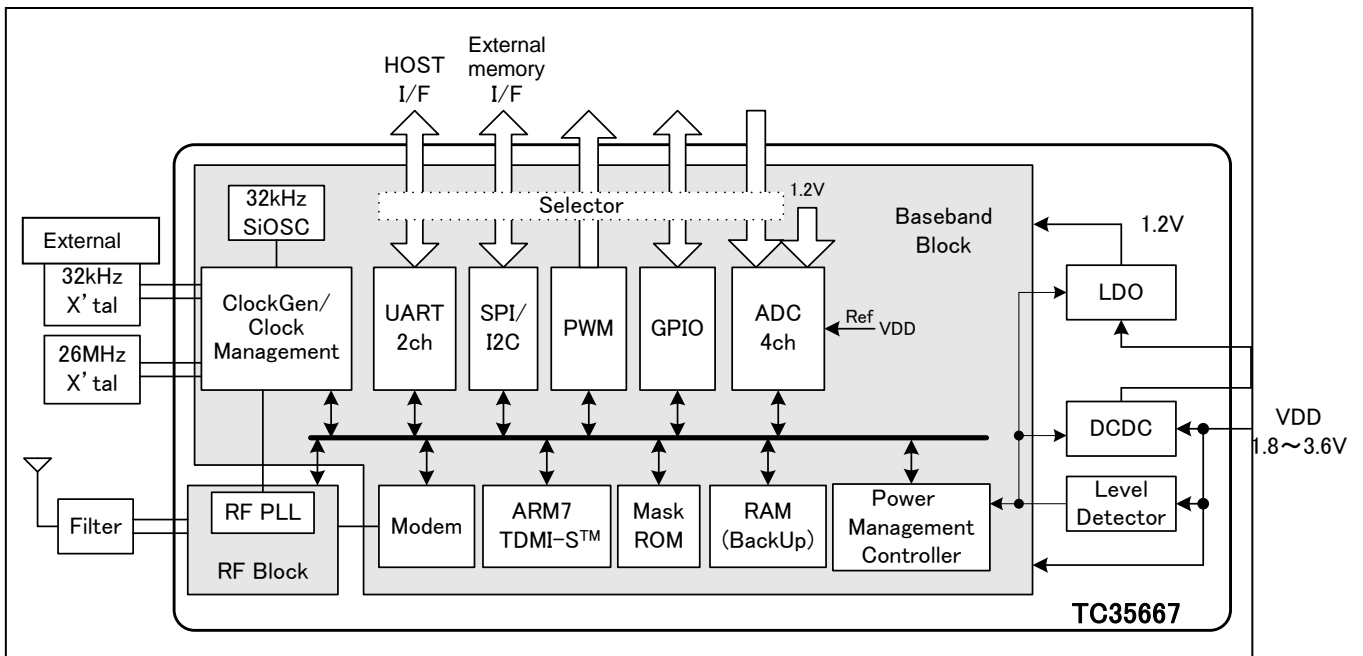 HOST
I/F
External
memory
I/F
32kHz
SiOSC
Selector
1.2V
Baseband
Block
1.2V
External
32kHz
X'tal
26MHz
X'tal
ClockGen/
Clock
Management
UART
2ch
SPI/
I2C
PWM
GPIO
ADC
4ch
Ref
VDD
LDO
DCDC
VDD
1.8～3.6V
Level
Detector
Filter
RF PLL
RF Block
Modem
ARM7
TDMI-S™
Mask
ROM
RAM
(BackUp)
Power
Management
Controller
TC35667